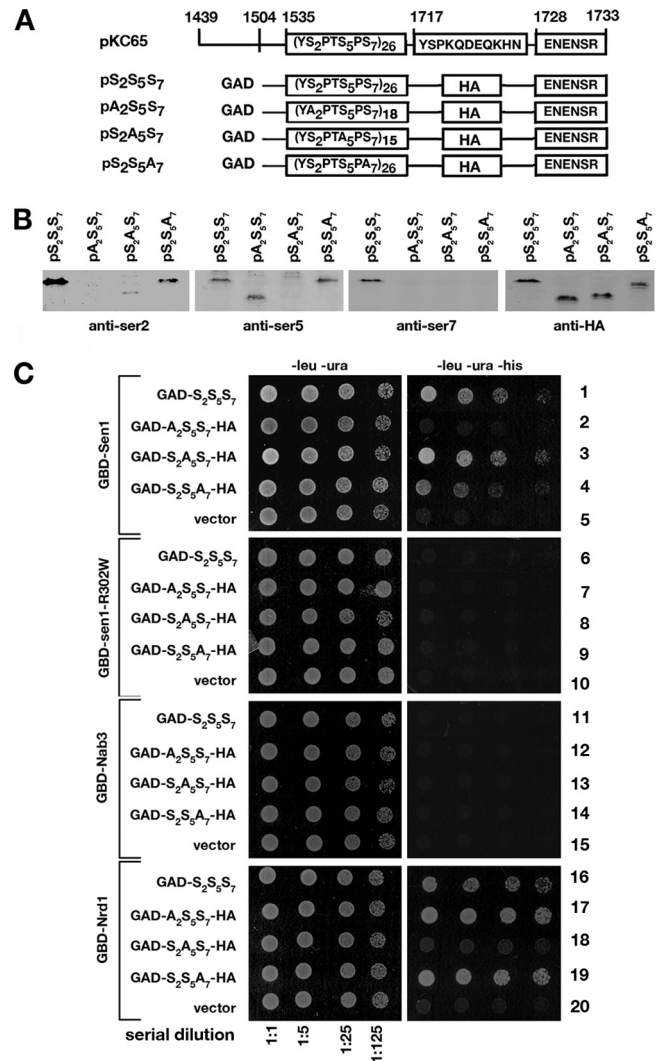 A
1439 1504 1535 1717 1728 1733
pKC65 (YS2PTS5PS7)26 YSPKQDEQKHN ENENSR
pS2S5S7 GAD (YS2PTS5PS7)26 HA ENENSR
pA2S5S7 GAD (YA2PTS5PS7)18 HA ENENSR
pS2A5S7 GAD (YS2PTA5PS7)15 HA ENENSR
pS2S5A7 GAD (YS2PTS5PA7)26 HA ENENSR
B
pS2S5S7 pA2S5S7 pS2A5S7 pS2S5A7 pS2S5S7 pA2S5S7 pS2A5S7 pS2S5A7 pS2S5S7 pA2S5S7 pS2A5S7 pS2S5A7 pS2S5S7 pA2S5S7 pS2A5S7 pS2S5A7
anti-ser2 anti-ser5 anti-ser7 anti-HA
C
-leu -ura -leu -ura -his
GBD-Sen1
GAD-S2S5S7 1
GAD-A2S5S7-HA 2
GAD-S2A5S7-HA 3
GAD-S2S5A7-HA 4
vector 5
GBD-sen1-R302W
GAD-S2S5S7 6
GAD-A2S5S7-HA 7
GAD-S2A5S7-HA 8
GAD-S2S5A7-HA 9
vector 10
GBD-Nab3
GAD-S2S5S7 11
GAD-A2S5S7-HA 12
GAD-S2A5S7-HA 13
GAD-S2S5A7-HA 14
vector 15
GBD-Nrd1
GAD-S2S5S7 16
GAD-A2S5S7-HA 17
GAD-S2A5S7-HA 18
GAD-S2S5A7-HA 19
vector 20
serial dilution 1:1 1:5 1:25 1:125